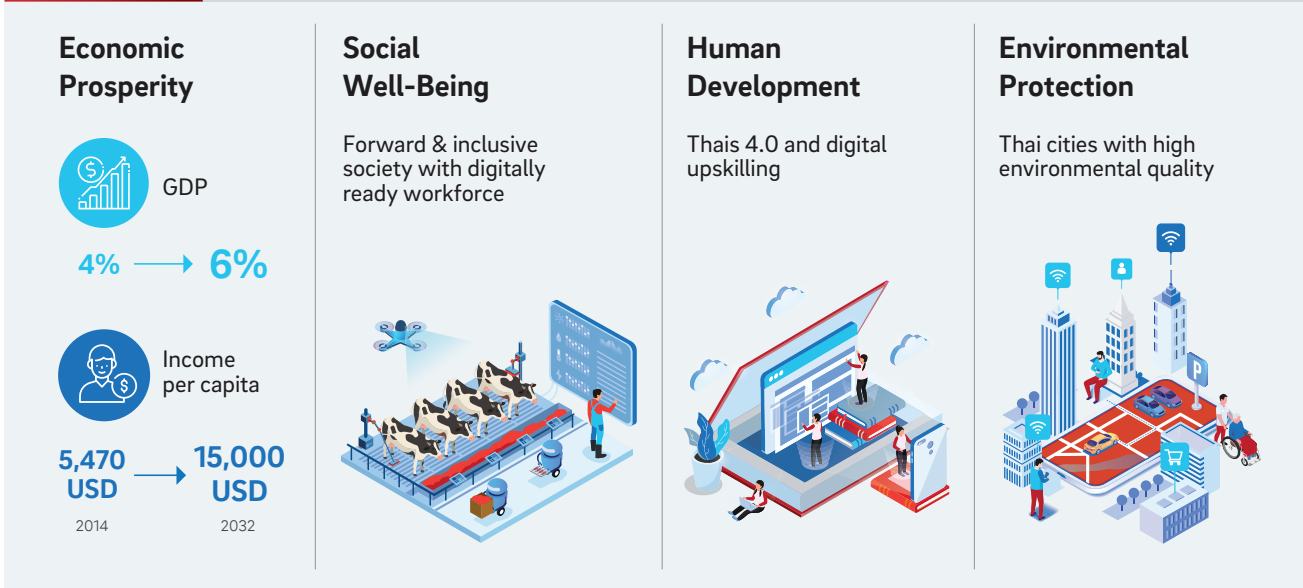 Economic
Prosperity
GDP
4%
6%
Income
per capita
5,470
USD
15,000
USD
2014
2032
Social
Well-Being
Forward & inclusive
society with digitally
ready workforce
Human
Development
Thais 4.0 and digital
upskilling
Environmental
Protection
Thai cities with high
environmental quality
P